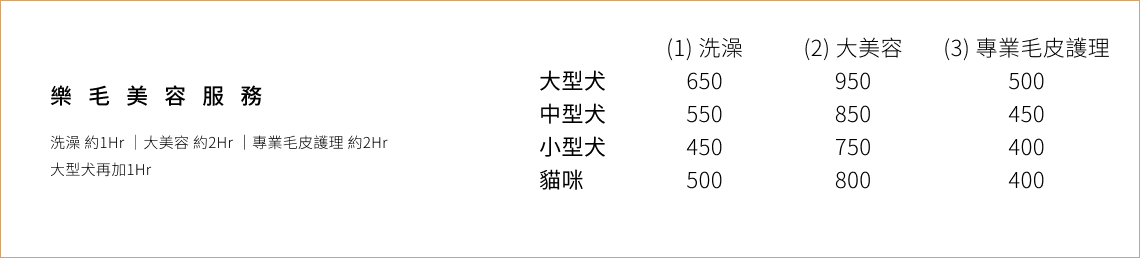 樂毛美容服務
洗澡 約1Hr ｜大美容 約2Hr ｜專業毛皮護理 約2Hr
大型犬再加1Hr
(1) 洗澡 (2) 大美容 (3) 專業毛皮護理
大型犬 650 950 500
中型犬 550 850 450
小型犬 450 750 400
貓咪 500 800 400